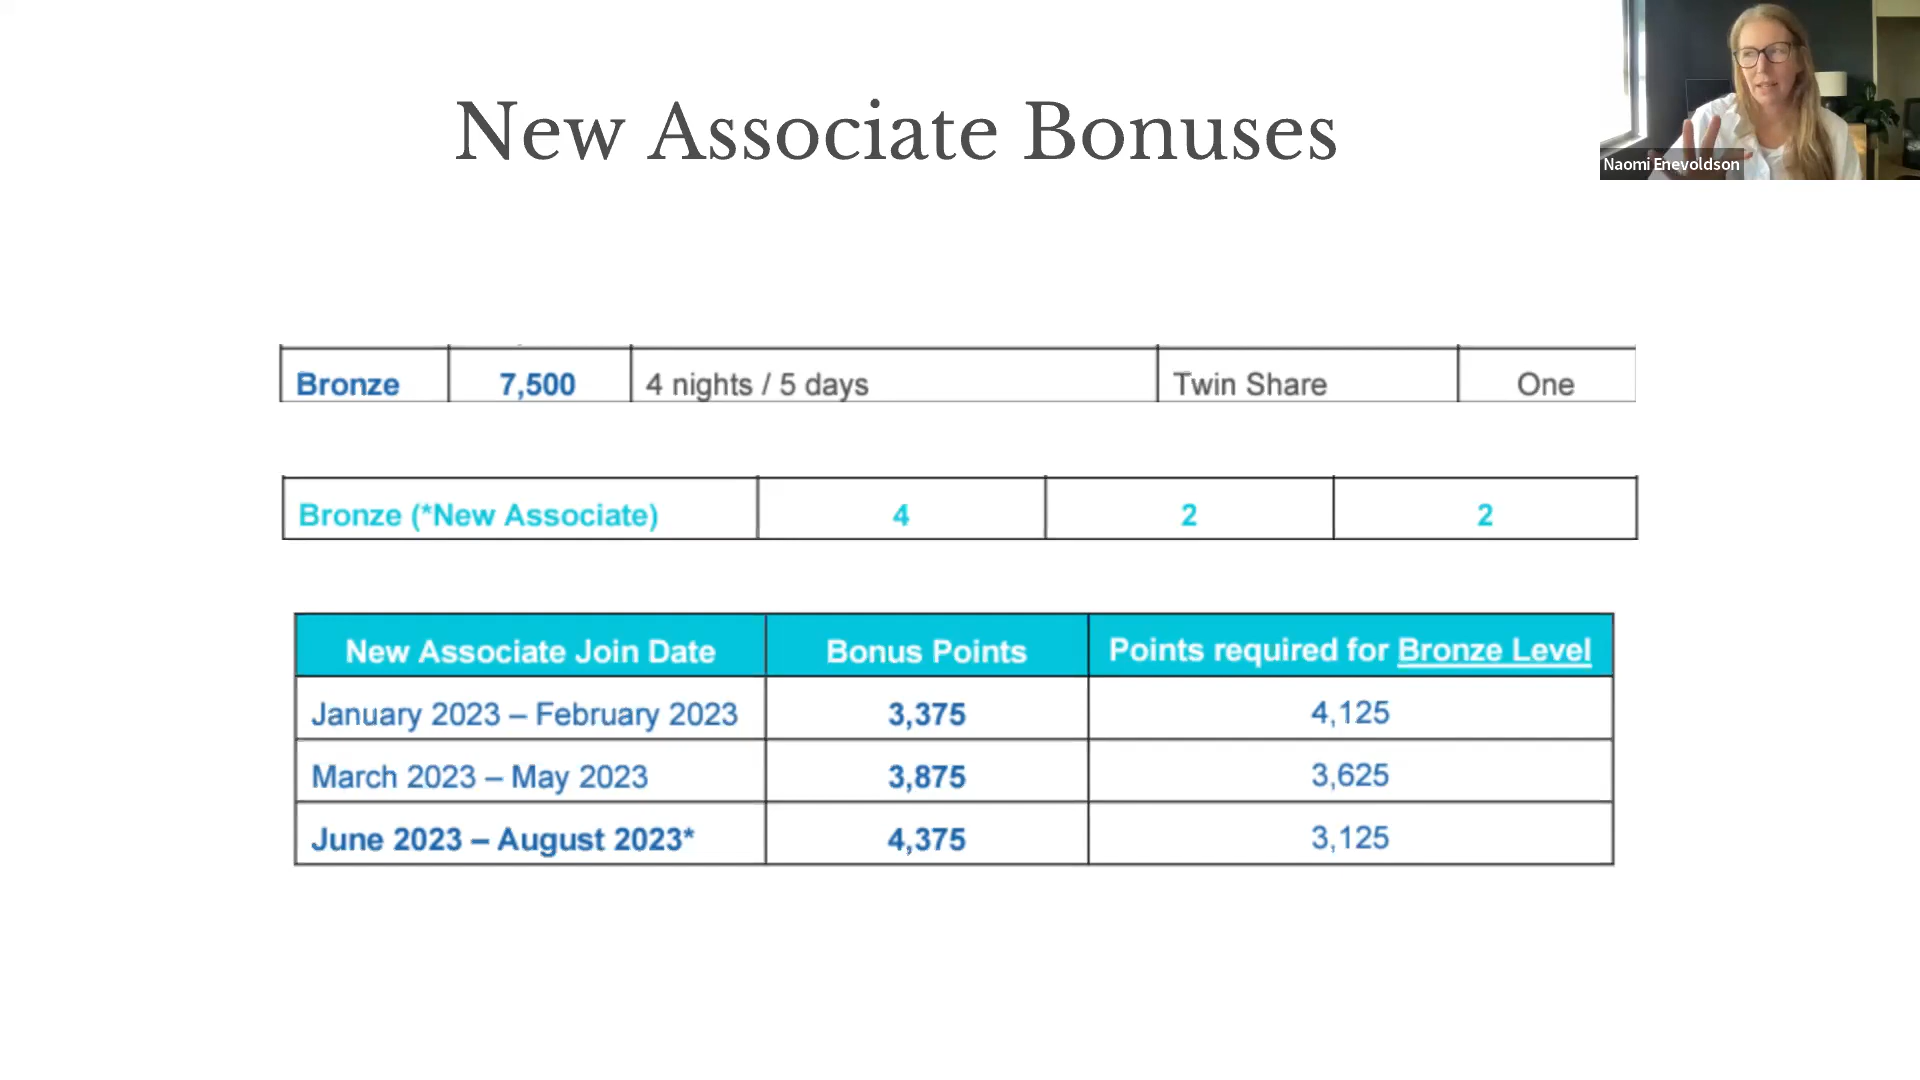 New Associate Bonuses
Naomi Enevoldson
Bronze 7,500 4 nights / 5 days Twin Share One
Bronze (*New Associate) 4 2 2
New Associate Join Date Bonus Points Points required for Bronze Level
January 2023 – February 2023 3,375 4,125
March 2023 – May 2023 3,875 3,625
June 2023 – August 2023* 4,375 3,125